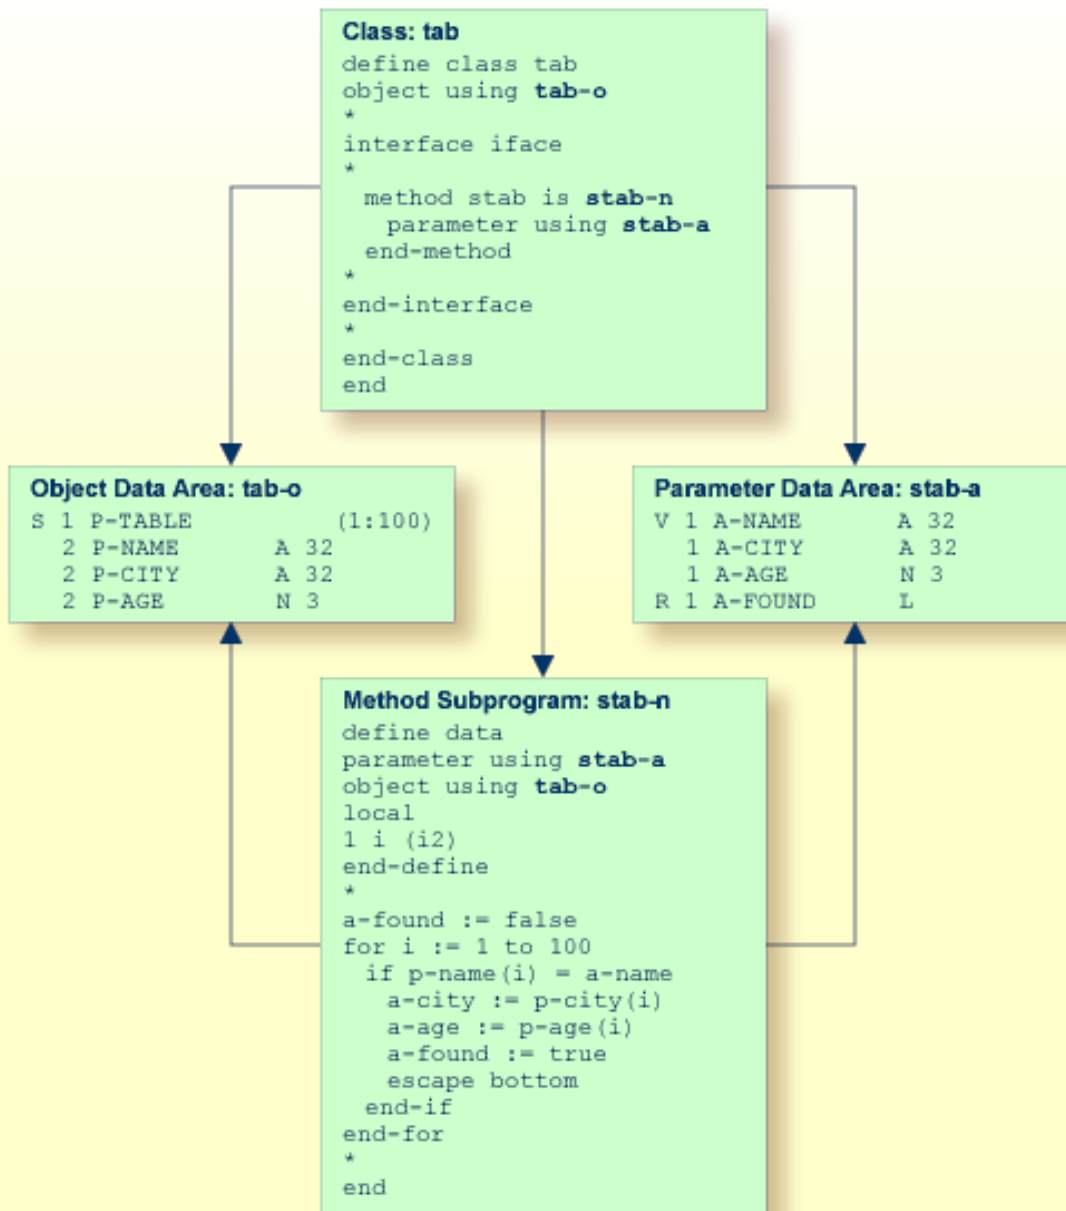 Class: tab
define class tab
object using tab-o
*
interface iface
*
method stab is stab-n
parameter using stab-a
end-method
*
end-interface
*
end-class
end
Object Data Area: tab-o
S 1 P-TABLE (1:100)
2 P-NAME A 32
2 P-CITY A 32
2 P-AGE N 3
Parameter Data Area: stab-a
V 1 A-NAME A 32
1 A-CITY A 32
1 A-AGE N 3
R 1 A-FOUND L
Method Subprogram: stab-n
define data
parameter using stab-a
object using tab-o
local
1 i (i2)
end-define
*
a-found := false
for i := 1 to 100
if p-name(i) = a-name
a-city := p-city(i)
a-age := p-age(i)
a-found := true
escape bottom
end-if
end-for
*
end